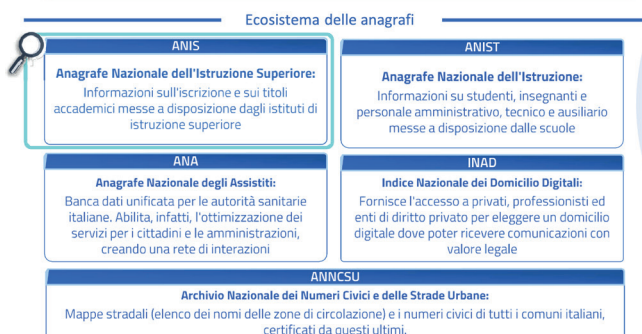 Ecosistema delle anagrafi
ANIS
Anagrafe Nazionale dell'Istruzione Superiore:
Informazioni sull'iscrizione e sui titoli
accademici messe a disposizione dagli istituti di
istruzione superiore
ANIST
Anagrafe Nazionale dell'Istruzione:
Informazioni su studenti, insegnanti e
personale amministrativo, tecnico e ausiliario
messe a disposizione dalle scuole
ANA
Anagrafe Nazionale degli Assistiti:
Banca dati unificata per le autorità sanitarie
italiane. Abilita, infatti, l'ottimizzazione dei
servizi per i cittadini e le amministrazioni,
creando una rete di interazioni
INAD
Indice Nazionale dei Domicilio Digitali:
Fornisce l'accesso a privati, professionisti ed
enti di diritto privato per eleggere un domicilio
digitale dove poter ricevere comunicazioni con
valore legale
ANNCSU
Archivio Nazionale dei Numeri Civici e delle Strade Urbane:
Mappe stradali (elenco dei nomi delle zone di circolazione) e i numeri civici di tutti i comuni italiani,
certificati da questi ultimi.